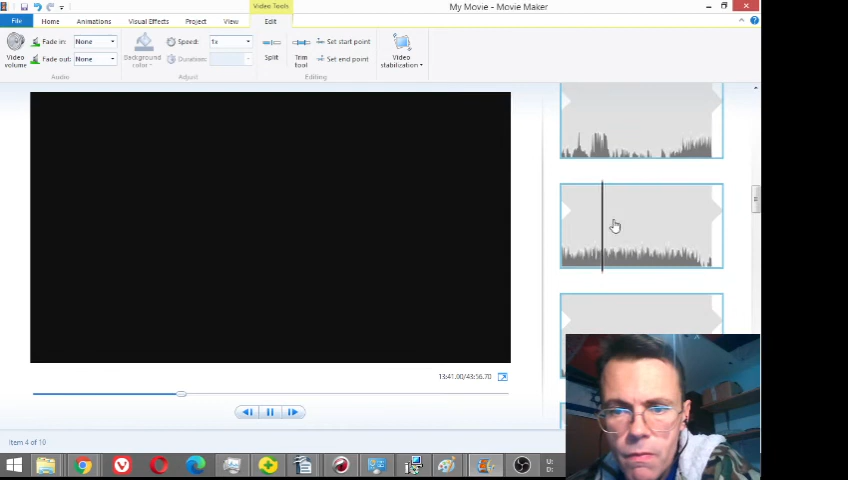 Video Tools
My Movie - Movie Maker
File Home Animations Visual Effects Project View Edit
Video volume
Fade in: None
Fade out: None
Audio
Background color
Speed: 1x
Duration:
Adjust
Split
Trim tool
Set start point
Set end point
Editing
Video stabilization
13:41.00/43:56.70
Item 4 of 10
U:
D: